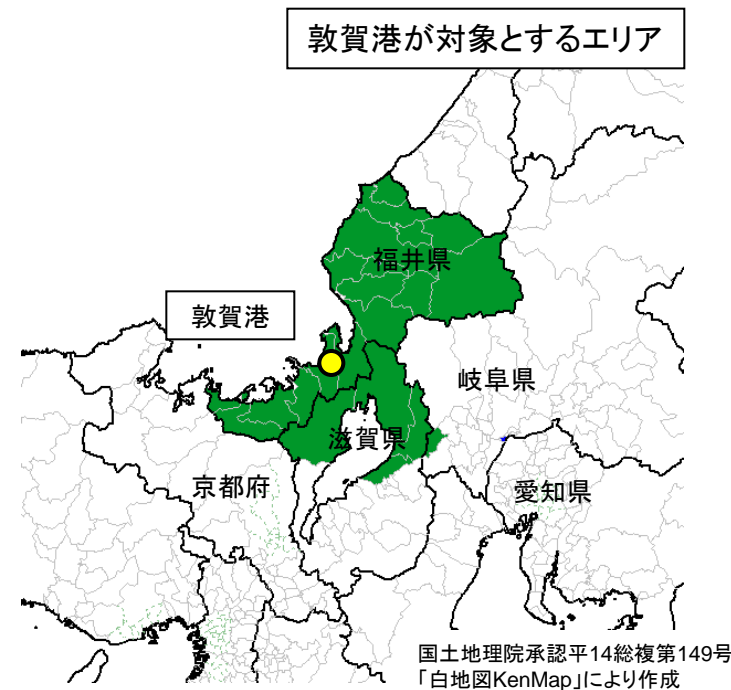 敦賀港が対象とするエリア
福井県
敦賀港
岐阜県
滋賀県
京都府
愛知県
国土地理院承認平14総複第149号
「白地図KenMap」により作成